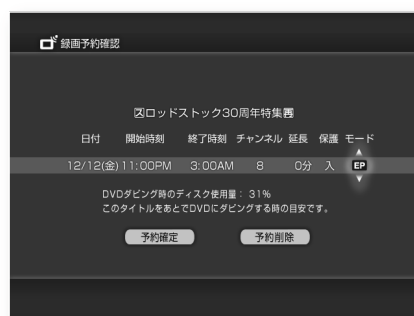 録画予約確認
🈡ロッドストック30周年特集🈞
日付 開始時刻 終了時刻 チャンネル 延長 保護 モード
12/12(金) 11:00PM 3:00AM 8 0分 入 EP
DVDダビング時のディスク使用量： 31%
このタイトルをあとでDVDにダビングする時の目安です。
予約確定 予約削除